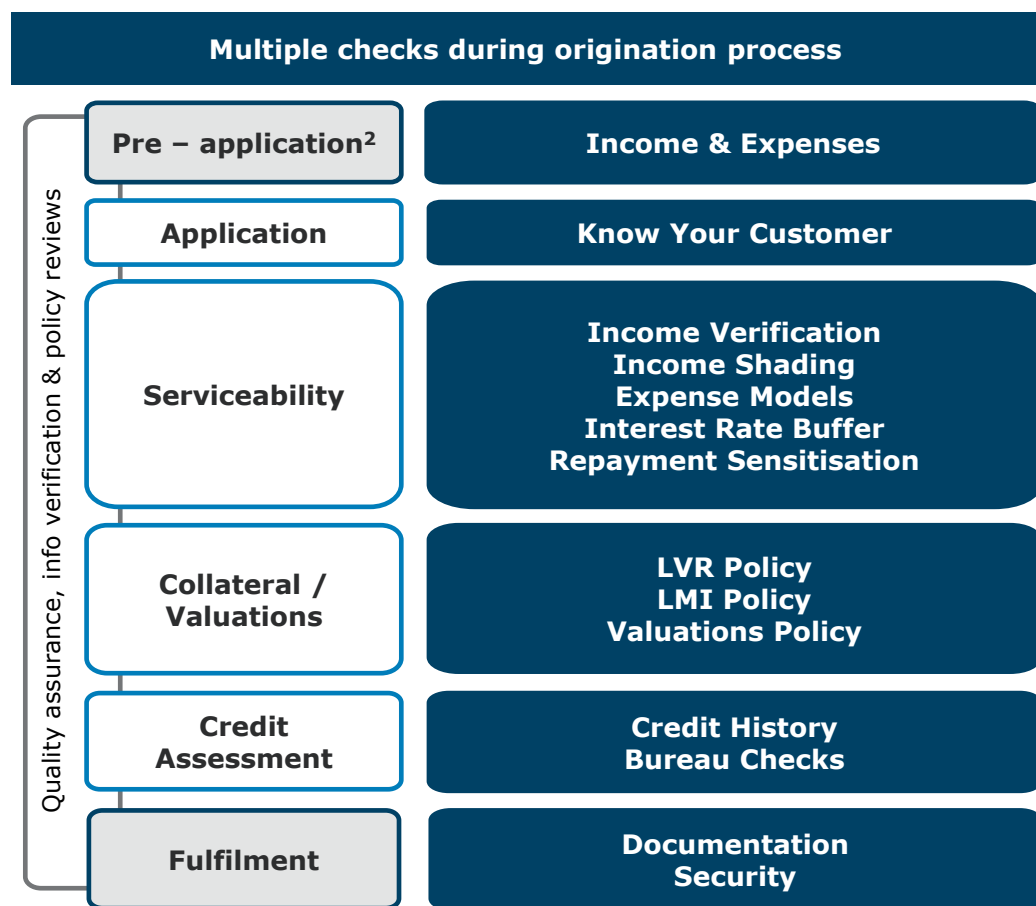 Multiple checks during origination process
Quality assurance, info verification & policy reviews
Pre – application²
Income & Expenses
Application
Know Your Customer
Serviceability
Income Verification
Income Shading
Expense Models
Interest Rate Buffer
Repayment Sensitisation
Collateral /
Valuations
LVR Policy
LMI Policy
Valuations Policy
Credit
Assessment
Credit History
Bureau Checks
Fulfilment
Documentation
Security